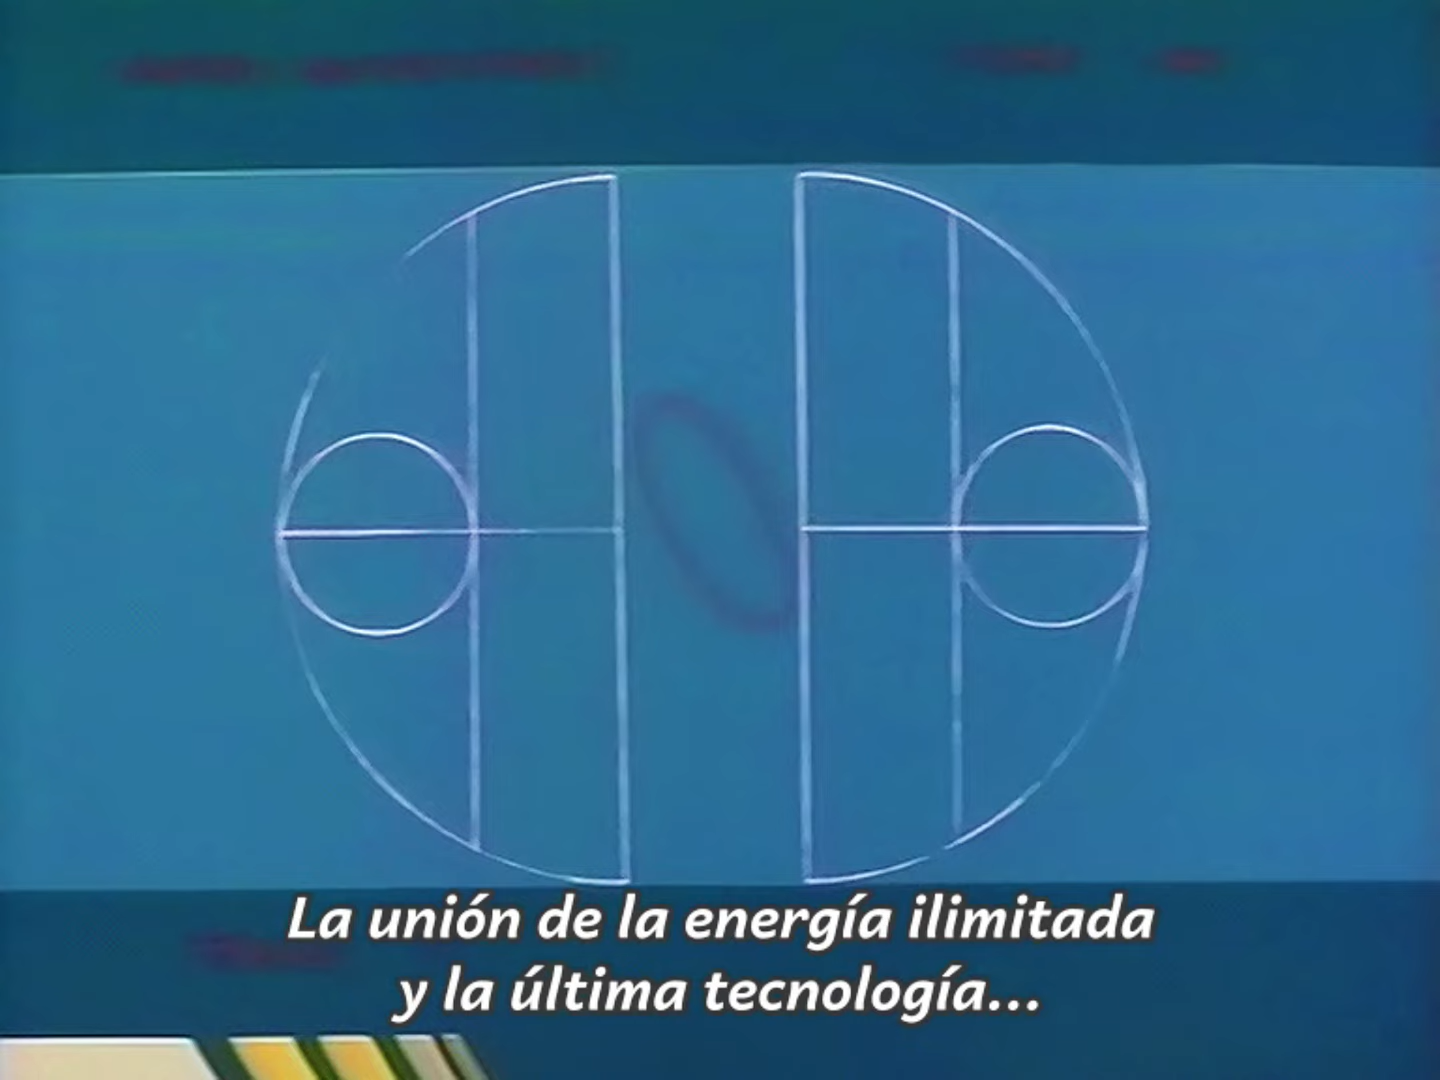 La unión de la energía ilimitada
y la última tecnología...